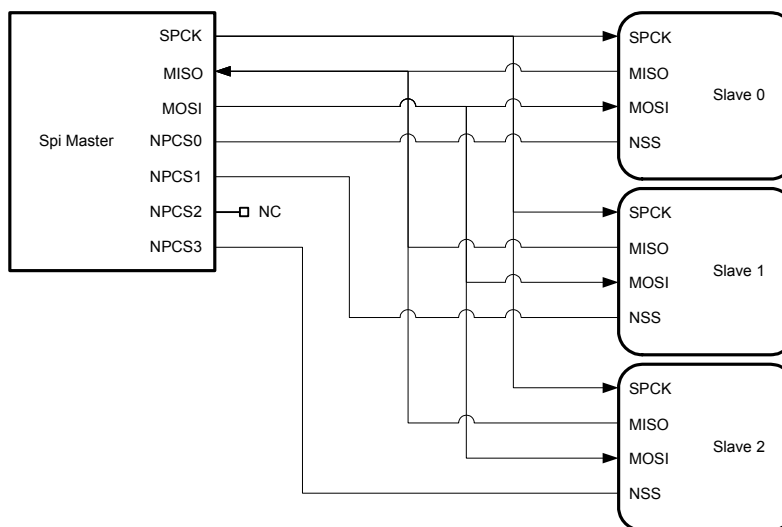 Spi Master
SPCK
MISO
MOSI
NPCS0
NPCS1
NPCS2
NPCS3
NC
SPCK
MISO
MOSI
NSS
Slave 0
SPCK
MISO
MOSI
NSS
Slave 1
SPCK
MISO
MOSI
NSS
Slave 2